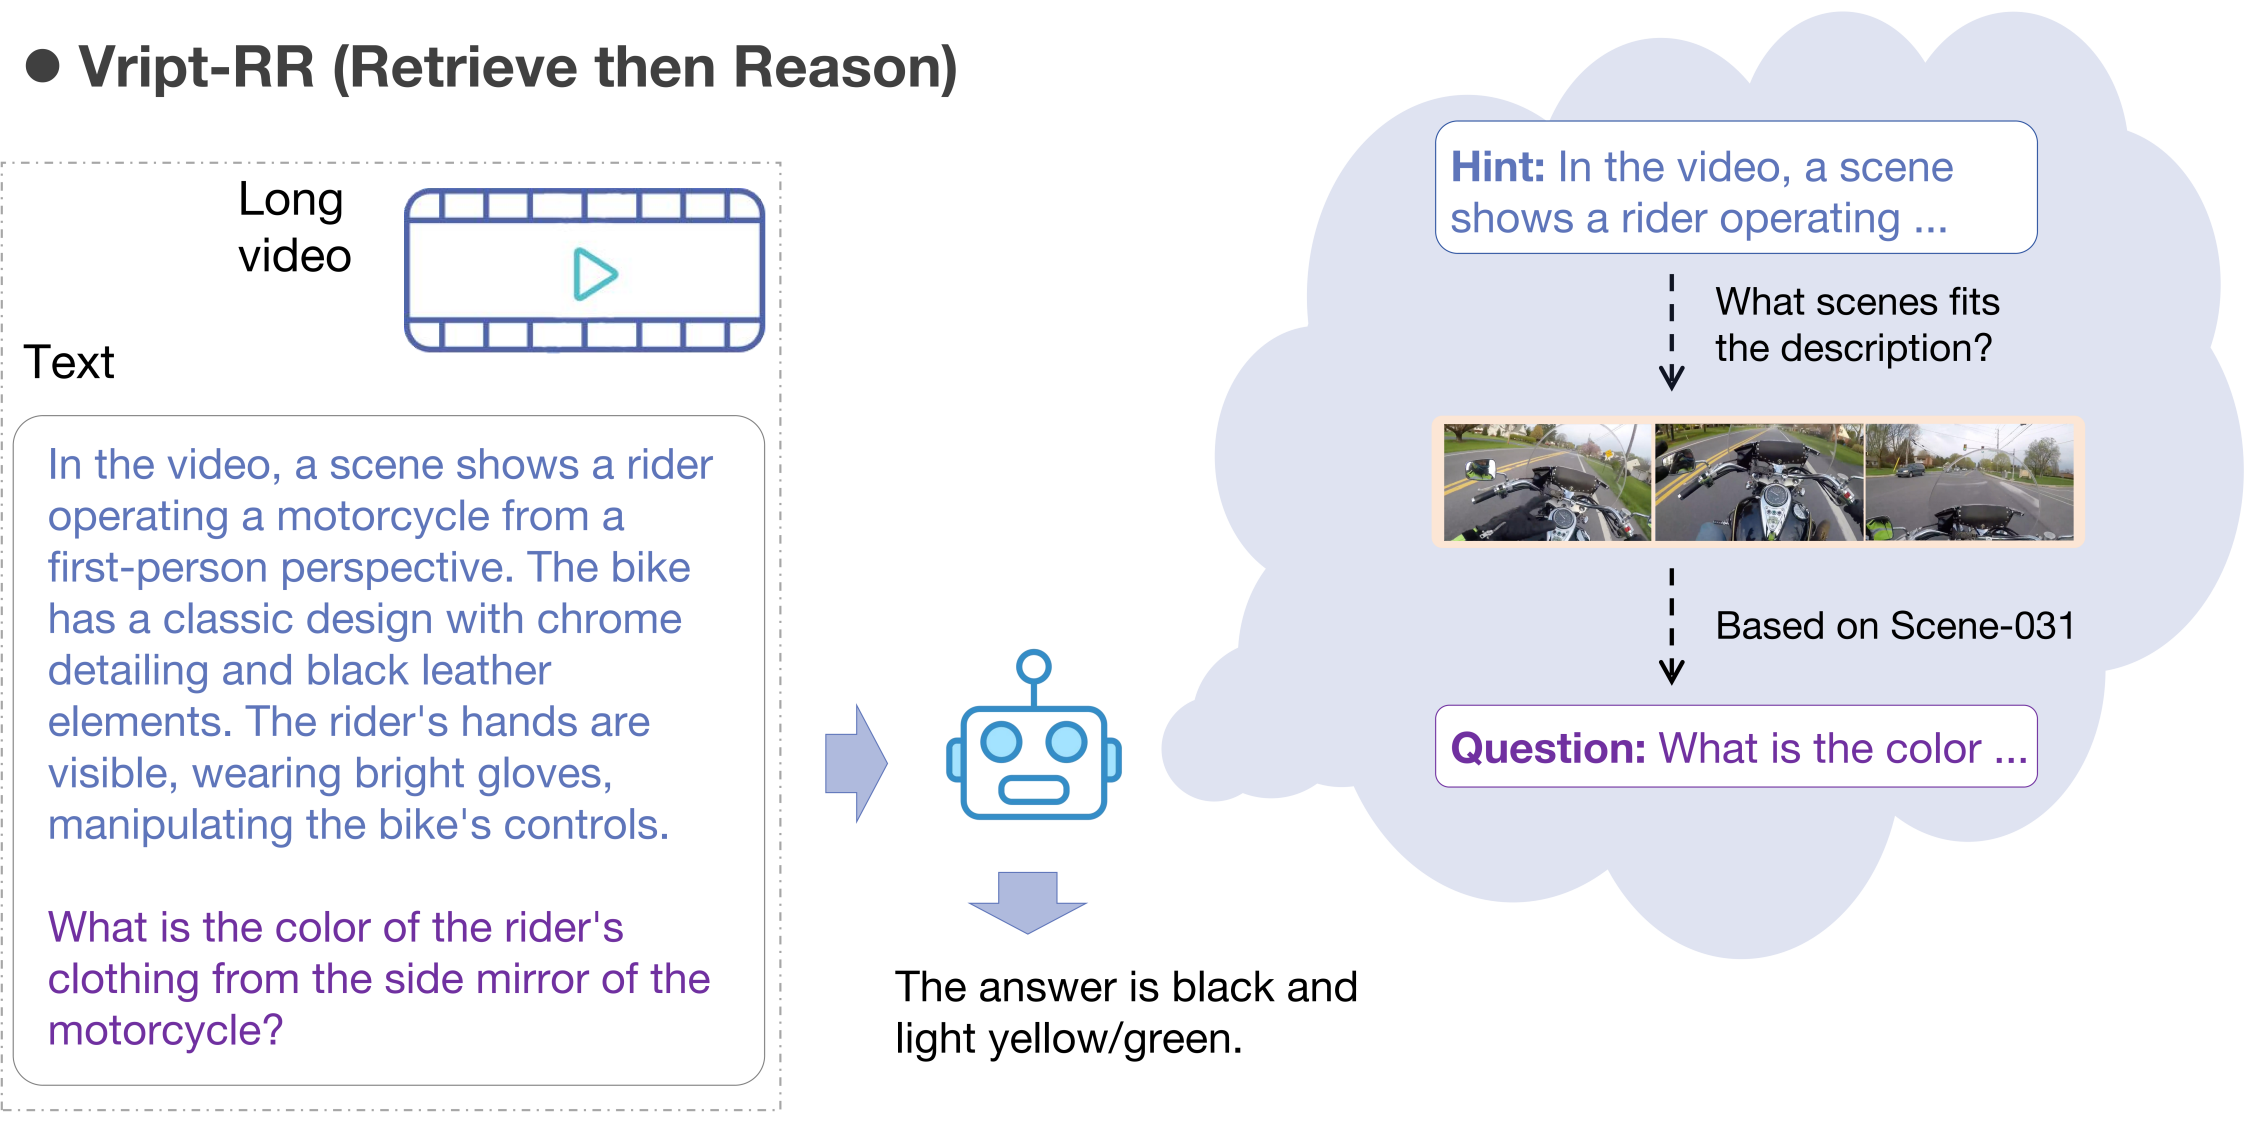 ● Vript-RR (Retrieve then Reason)
Long
video
Text
In the video, a scene shows a rider
operating a motorcycle from a
first-person perspective. The bike
has a classic design with chrome
detailing and black leather
elements. The rider's hands are
visible, wearing bright gloves,
manipulating the bike's controls.
What is the color of the rider's
clothing from the side mirror of the
motorcycle?
The answer is black and
light yellow/green.
Hint: In the video, a scene
shows a rider operating ...
What scenes fits
the description?
Based on Scene-031
Question: What is the color ...